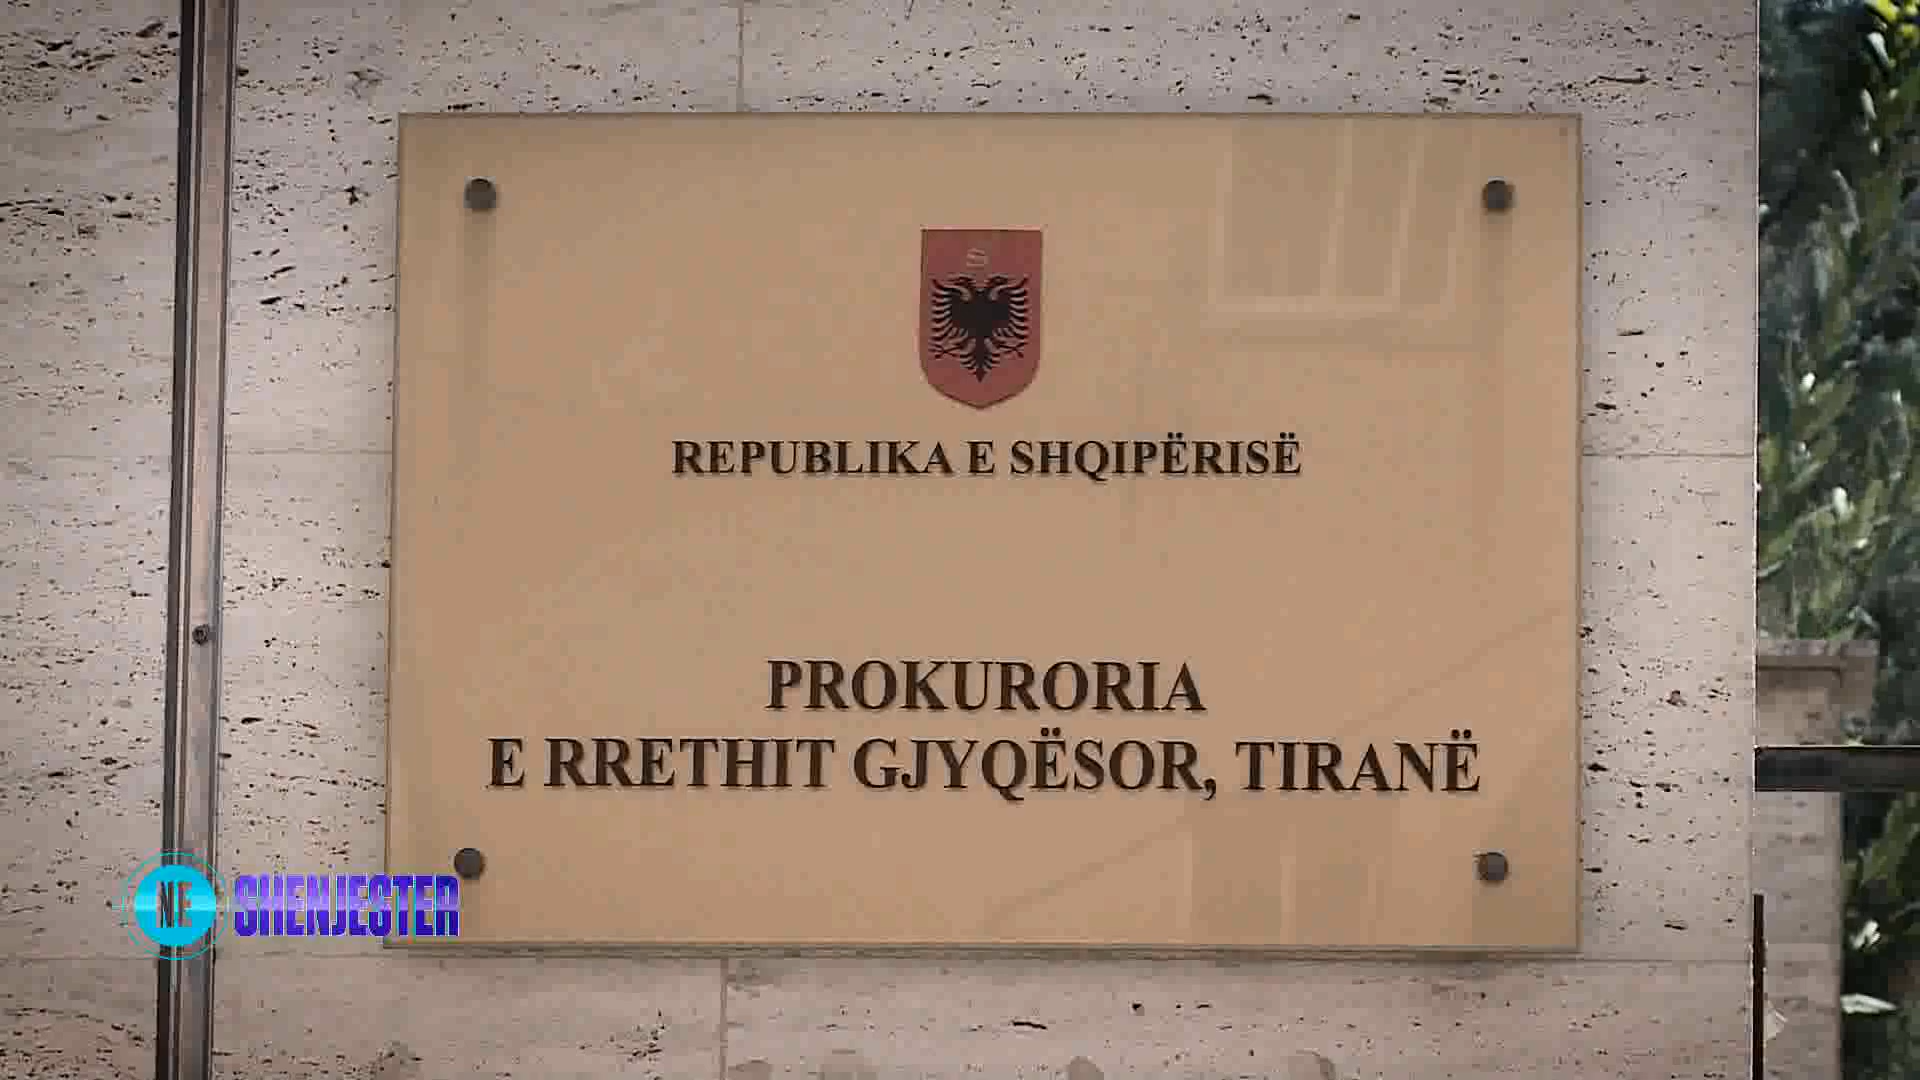 REPUBLIKA E SHQIPËRISË
PROKURORIA
E RRETHIT GJYQËSOR, TIRANË
NE SHENJESTER